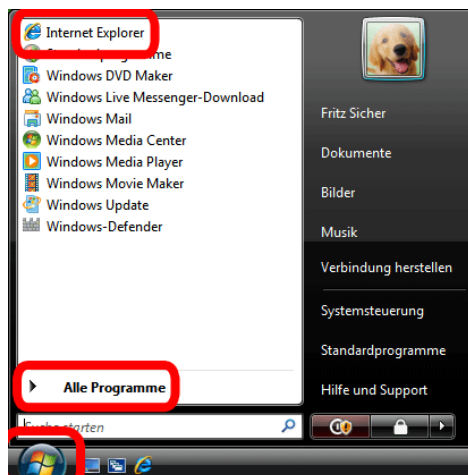 Internet Explorer
Windows DVD Maker
Windows Live Messenger-Download
Windows Mail
Windows Media Center
Windows Media Player
Windows Movie Maker
Windows Update
Windows-Defender
Alle Programme
starten
Fritz Sicher
Dokumente
Bilder
Musik
Verbindung herstellen
Systemsteuerung
Standardprogramme
Hilfe und Support